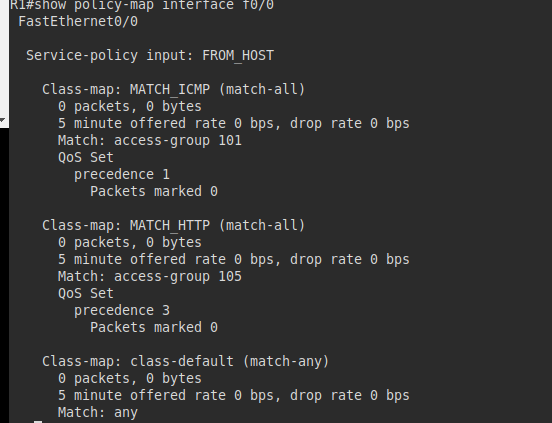 R1#show policy-map interface f0/0
FastEthernet0/0
Service-policy input: FROM_HOST
Class-map: MATCH_ICMP (match-all)
0 packets, 0 bytes
5 minute offered rate 0 bps, drop rate 0 bps
Match: access-group 101
QoS Set
precedence 1
Packets marked 0
Class-map: MATCH_HTTP (match-all)
0 packets, 0 bytes
5 minute offered rate 0 bps, drop rate 0 bps
Match: access-group 105
QoS Set
precedence 3
Packets marked 0
Class-map: class-default (match-any)
0 packets, 0 bytes
5 minute offered rate 0 bps, drop rate 0 bps
Match: any